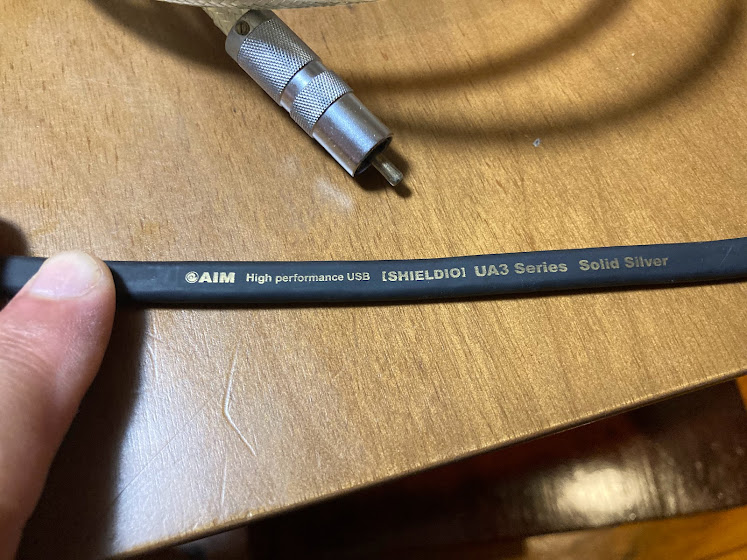 AIM High performance USB [SHIELDIO] UA3 Series Solid Silver